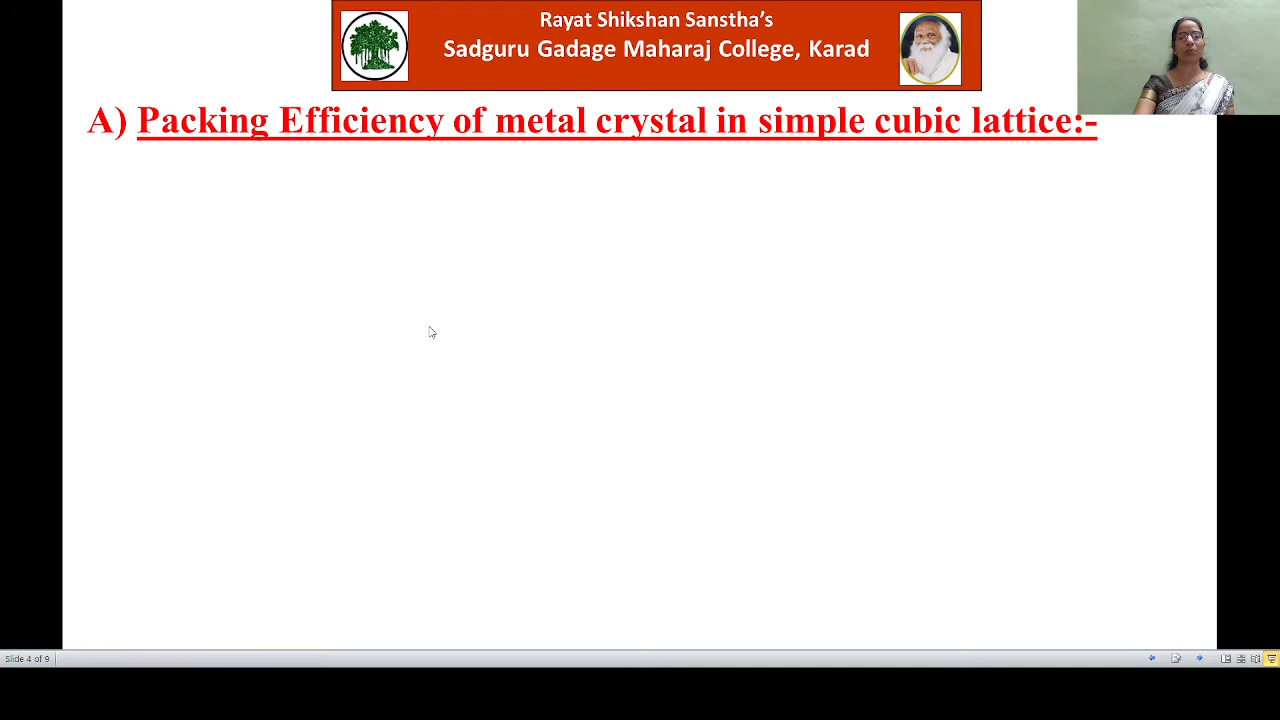 Rayat Shikshan Sanstha's
Sadguru Gadage Maharaj College, Karad
A) Packing Efficiency of metal crystal in simple cubic lattice:-
Slide 4 of 9